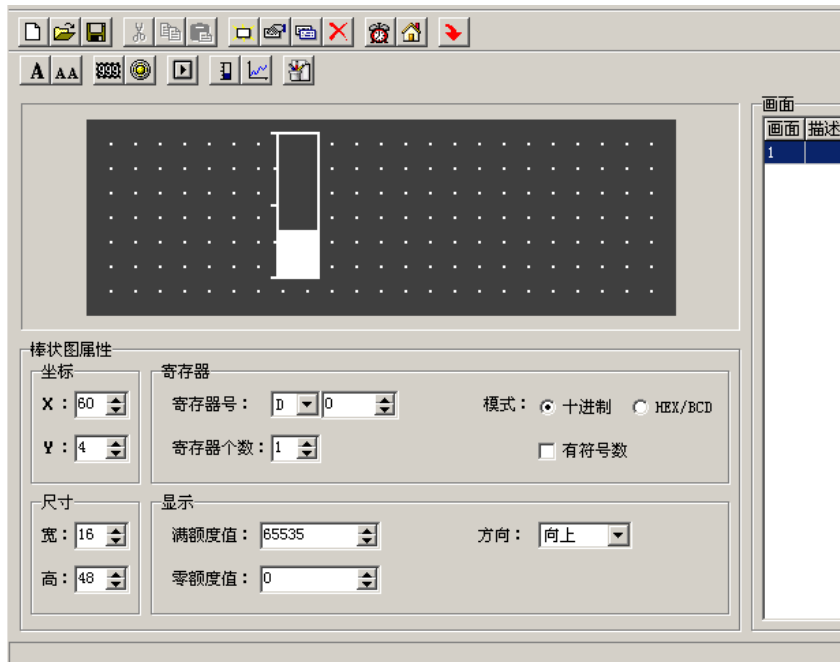 A AA 999
画面
画面 描述
1
棒状图属性
坐标
X：60
Y：4
寄存器
寄存器号： D 0
模式： 十进制 HEX/BCD
寄存器个数：1
有符号数
尺寸
宽：16
高：48
显示
满额度值： 65535
方向： 向上
零额度值： 0